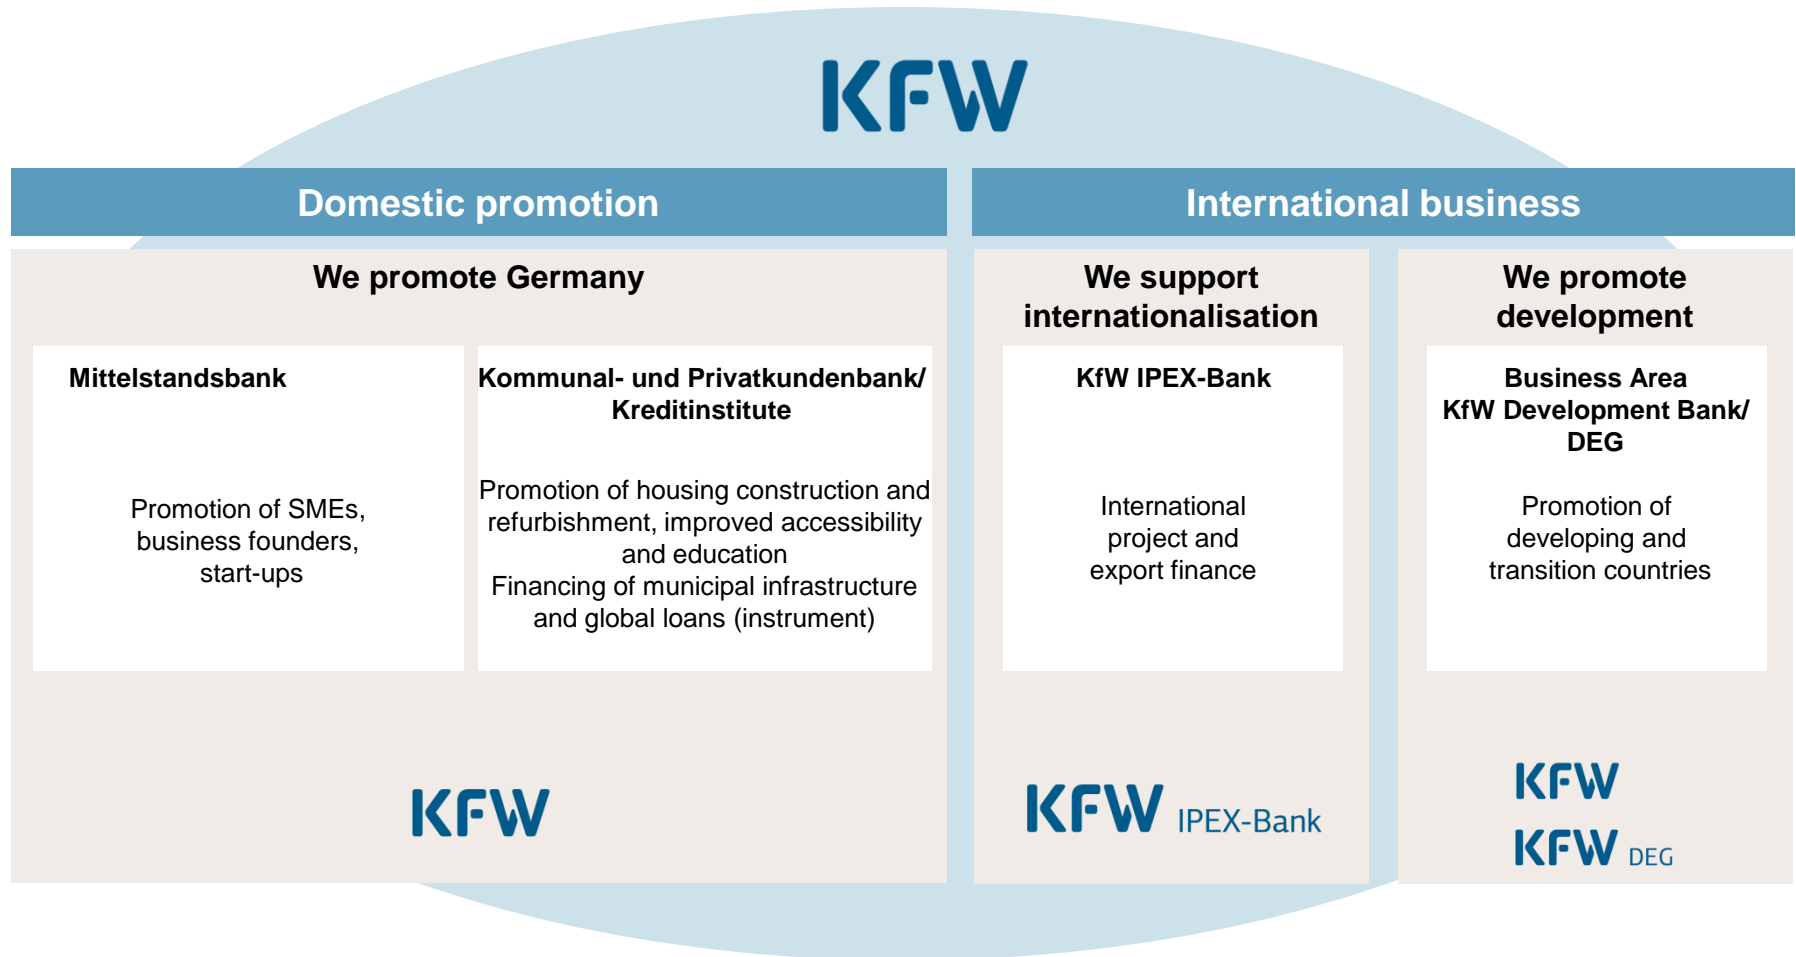 KFW
Domestic promotion
We promote Germany
Mittelstandsbank
Promotion of SMEs,
business founders,
start-ups
Kommunal- und Privatkundenbank/
Kreditinstitute
Promotion of housing construction and
refurbishment, improved accessibility
and education
Financing of municipal infrastructure
and global loans (instrument)
KFW
International business
We support
internationalisation
KfW IPEX-Bank
International
project and
export finance
KFW IPEX-Bank
We promote
development
Business Area
KfW Development Bank/
DEG
Promotion of
developing and
transition countries
KFW
KFW DEG